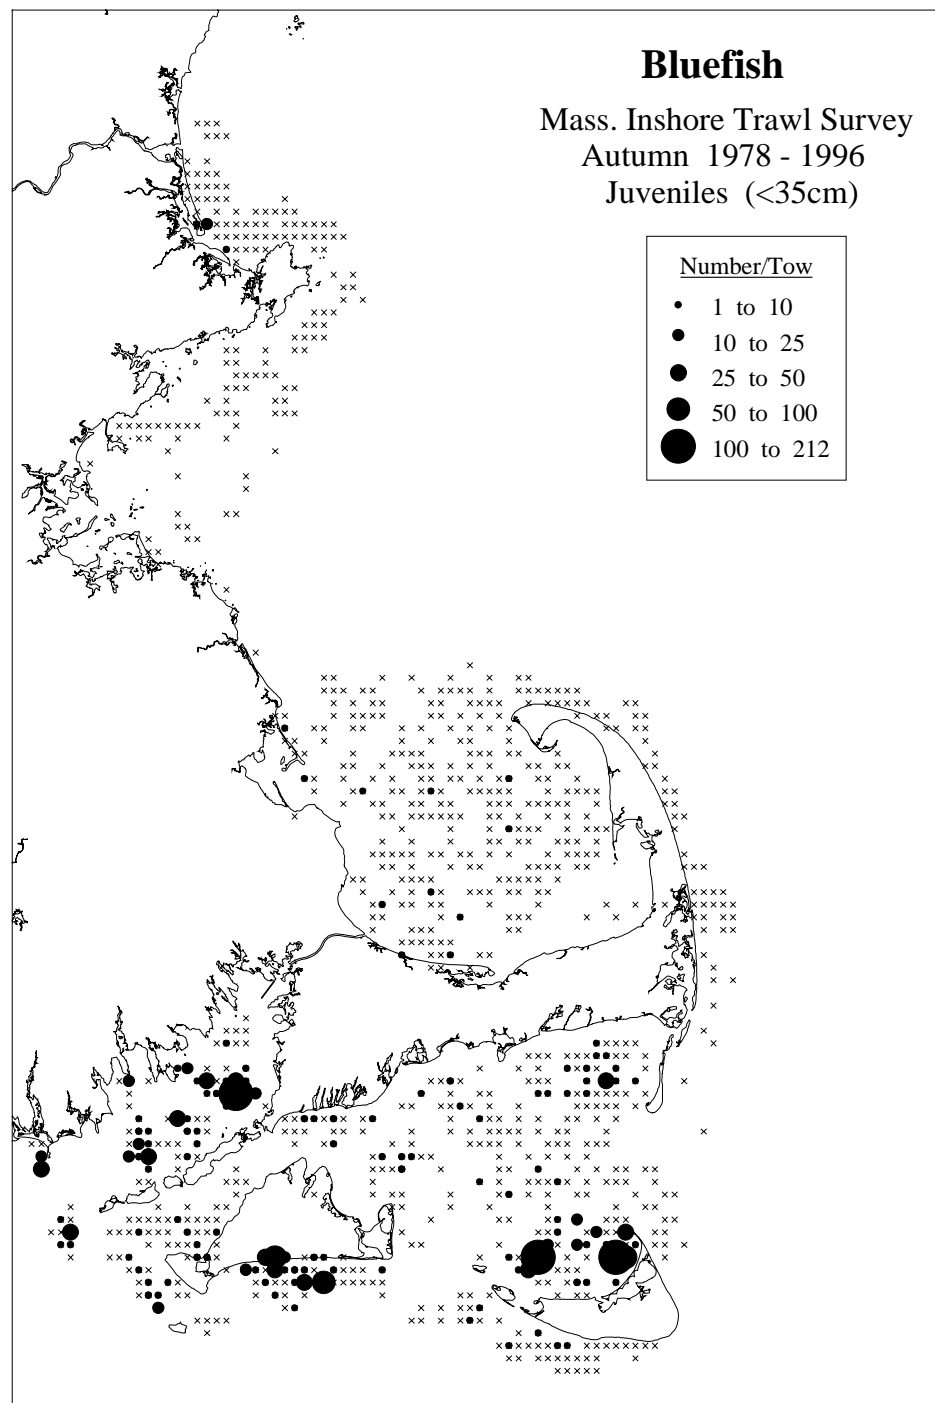 Bluefish
Mass. Inshore Trawl Survey
Autumn 1978 - 1996
Juveniles (<35cm)
Number/Tow
1 to 10
10 to 25
25 to 50
50 to 100
100 to 212